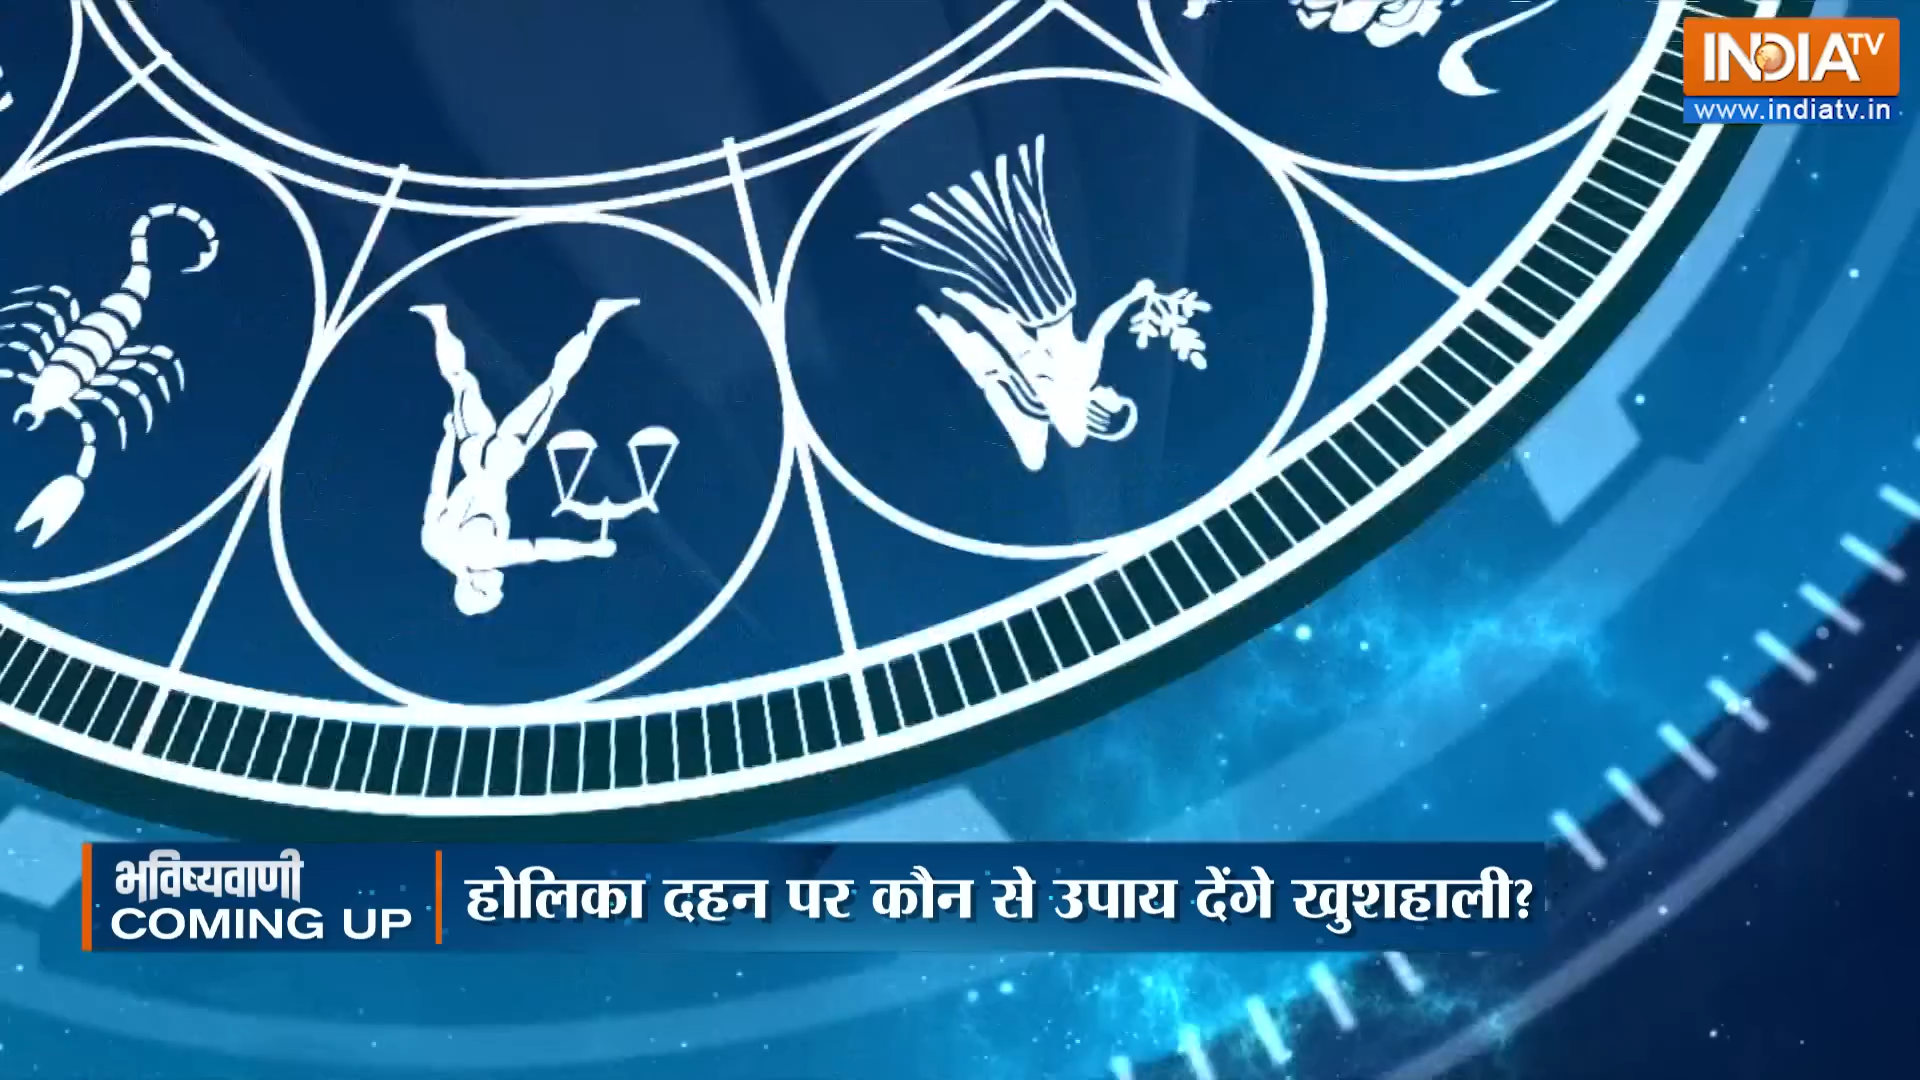 INDIA TV
www.indiatv.in
भविष्यवाणी
COMING UP
होलिका दहन पर कौन से उपाय देंगे खुशहाली?